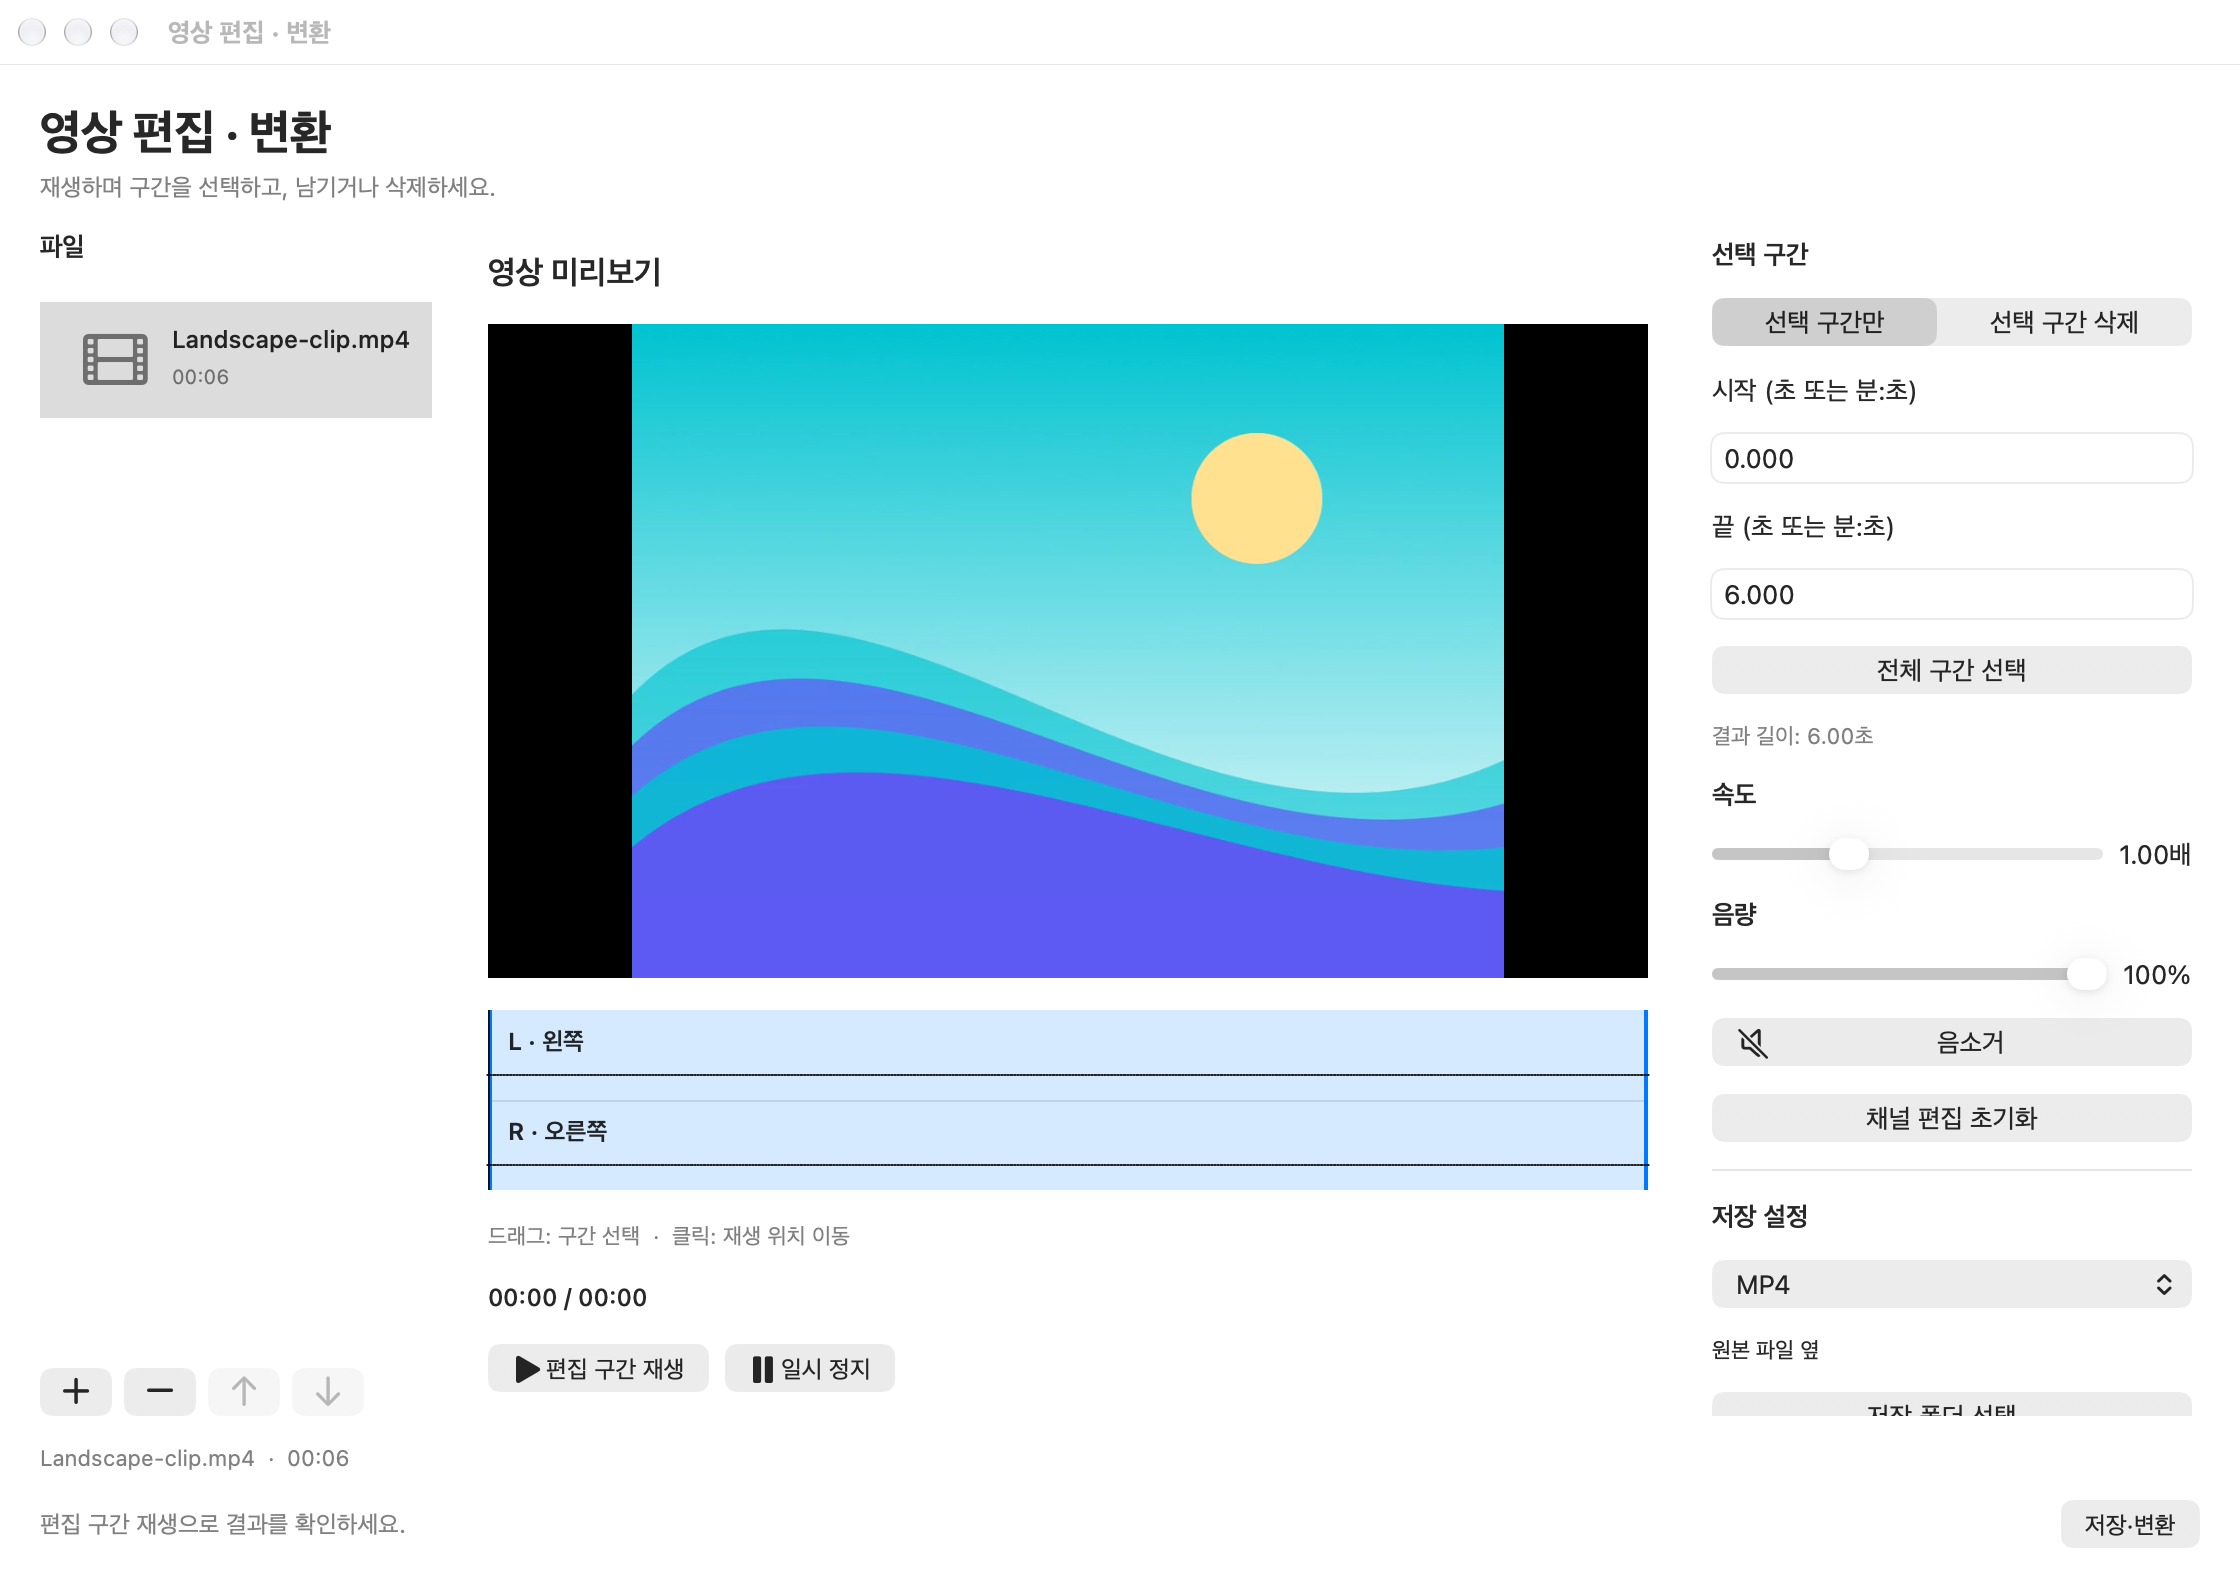 영상 편집 · 변환
영상 편집 · 변환
재생하며 구간을 선택하고, 남기거나 삭제하세요.
파일
Landscape-clip.mp4
00:06
영상 미리보기
L · 왼쪽
R · 오른쪽
드래그: 구간 선택 · 클릭: 재생 위치 이동
00:00 / 00:00
편집 구간 재생
일시 정지
선택 구간
선택 구간만
선택 구간 삭제
시작 (초 또는 분:초)
0.000
끝 (초 또는 분:초)
6.000
전체 구간 선택
결과 길이: 6.00초
속도
1.00배
음량
100%
음소거
채널 편집 초기화
저장 설정
MP4
원본 파일 옆
저장 폴더 선택
Landscape-clip.mp4 · 00:06
편집 구간 재생으로 결과를 확인하세요.
저장·변환